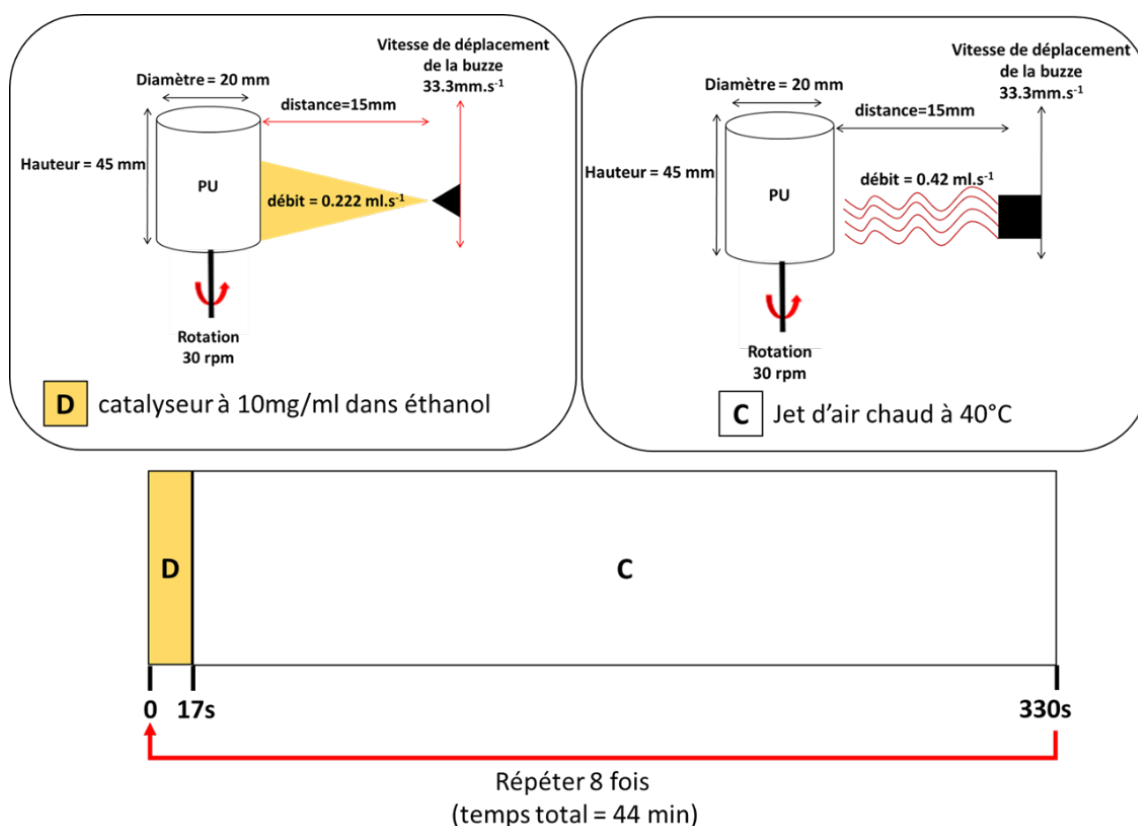 Vitesse de déplacement
de la buzze
33.3mm.s⁻¹
Diamètre = 20 mm
distance=15mm
Hauteur = 45 mm
PU
débit = 0.222 ml.s⁻¹
Rotation
30 rpm
D catalyseur à 10mg/ml dans éthanol
Vitesse de déplacement
de la buzze
33.3mm.s⁻¹
Diamètre = 20 mm
distance=15mm
Hauteur = 45 mm
PU
débit = 0.42 ml.s⁻¹
Rotation
30 rpm
C Jet d’air chaud à 40°C
D
C
0
17s
330s
Répéter 8 fois
(temps total = 44 min)